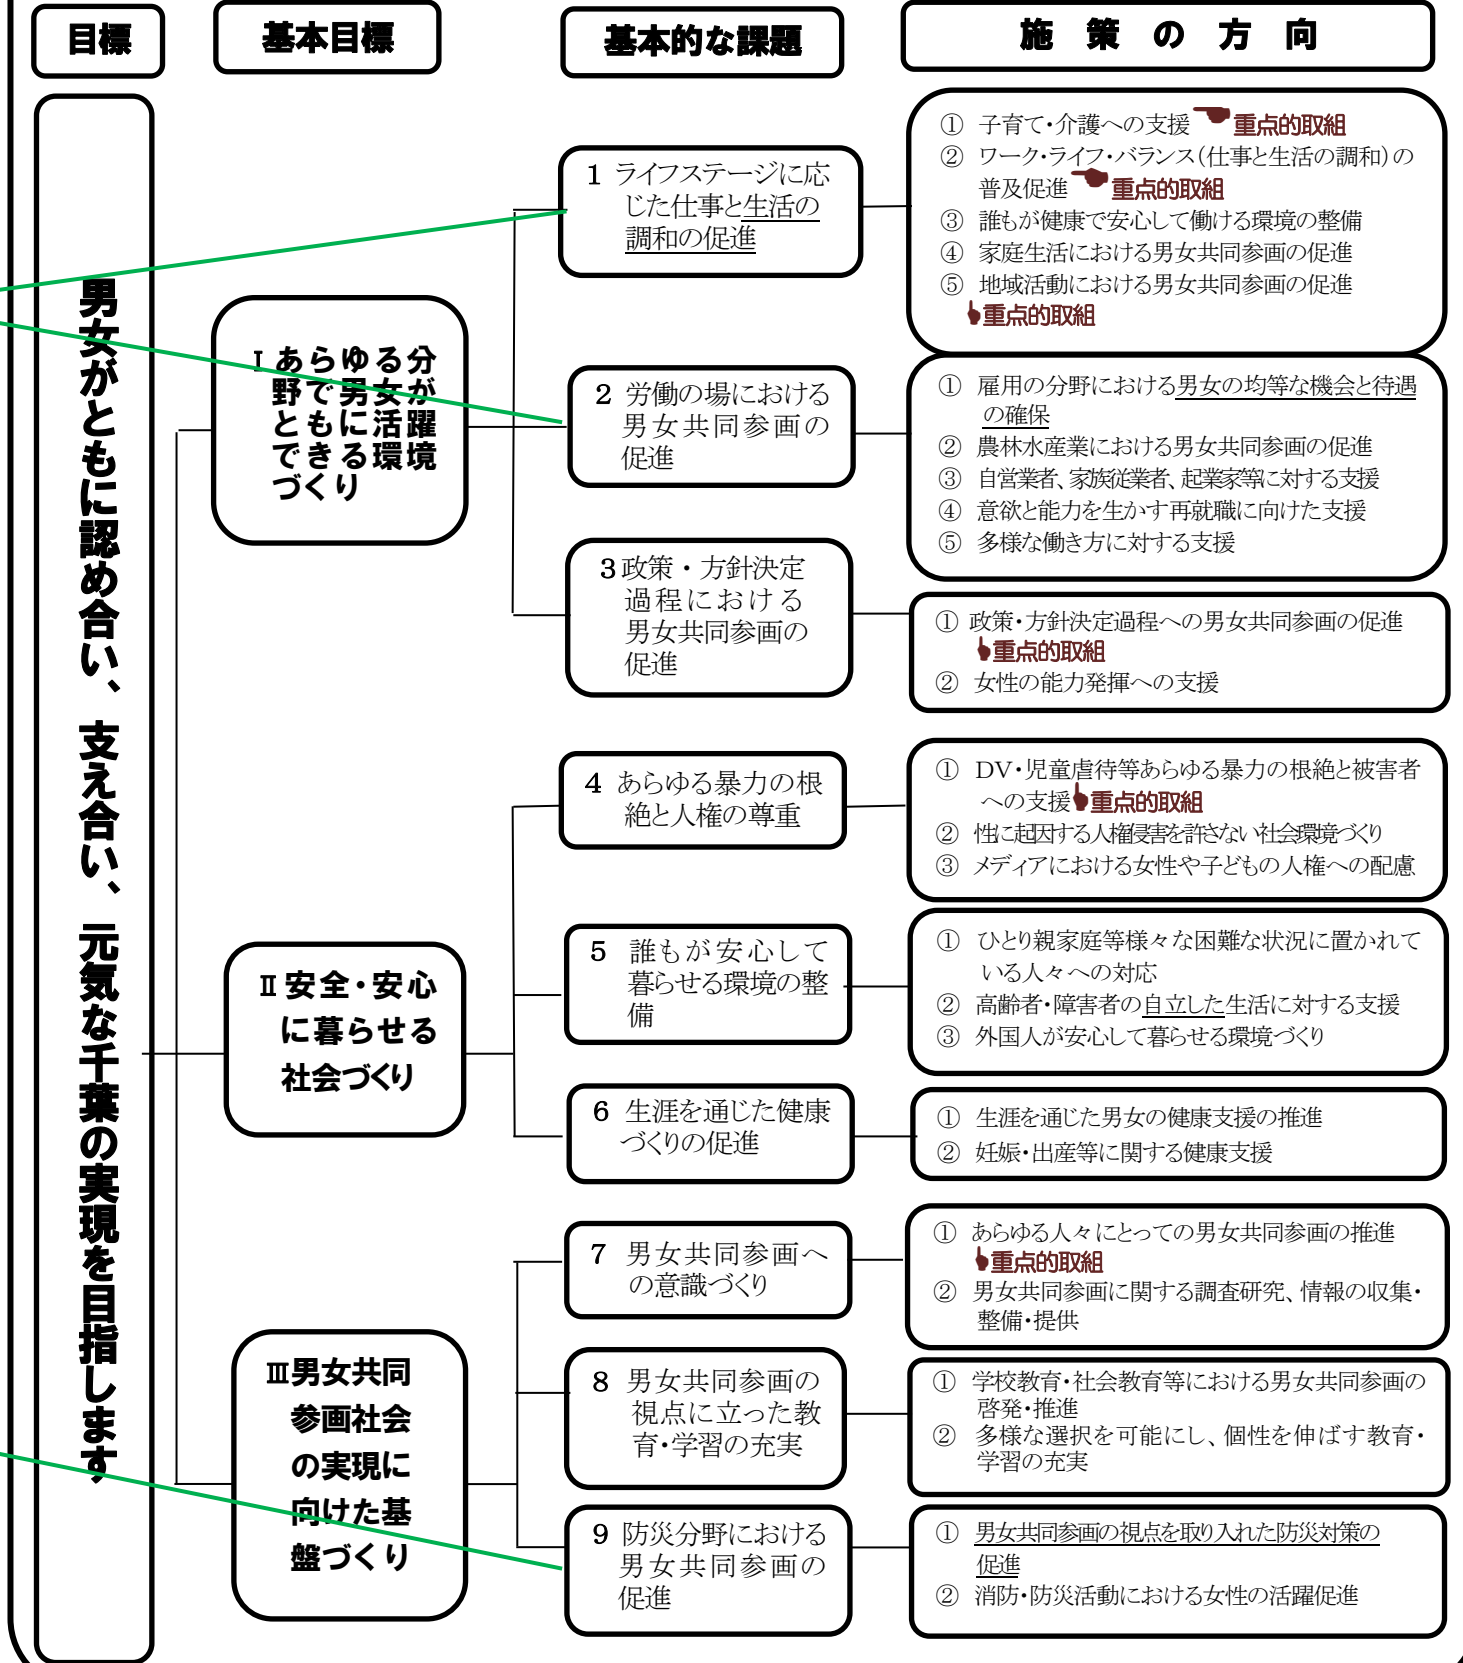 目標
基本目標
基本的な課題
施策の方向
男女がともに認め合い、支え合い、元気な千葉の実現を目指します
Ⅰあらゆる分
野で男女が
ともに活躍
できる環境
づくり
1 ライフステージに応
じた仕事と生活の
調和の促進
① 子育て・介護への支援 重点的取組
② ワーク・ライフ・バランス(仕事と生活の調和)の
普及促進 重点的取組
③ 誰もが健康で安心して働ける環境の整備
④ 家庭生活における男女共同参画の促進
⑤ 地域活動における男女共同参画の促進
重点的取組
2 労働の場における
男女共同参画の
促進
① 雇用の分野における男女の均等な機会と待遇
の確保
② 農林水産業における男女共同参画の促進
③ 自営業者、家族従業者、起業家等に対する支援
④ 意欲と能力を生かす再就職に向けた支援
⑤ 多様な働き方に対する支援
3 政策・方針決定
過程における
男女共同参画の
促進
① 政策・方針決定過程への男女共同参画の促進
重点的取組
② 女性の能力発揮への支援
Ⅱ安全・安心
に暮らせる
社会づくり
4 あらゆる暴力の根
絶と人権の尊重
① DV・児童虐待等あらゆる暴力の根絶と被害者
への支援 重点的取組
② 性に起因する人権侵害を許さない社会環境づくり
③ メディアにおける女性や子どもの人権への配慮
5 誰もが安心して
暮らせる環境の整
備
① ひとり親家庭等様々な困難な状況に置かれて
いる人々への対応
② 高齢者・障害者の自立した生活に対する支援
③ 外国人が安心して暮らせる環境づくり
6 生涯を通じた健康
づくりの促進
① 生涯を通じた男女の健康支援の推進
② 妊娠・出産等に関する健康支援
Ⅲ男女共同
参画社会
の実現に
向けた基
盤づくり
7 男女共同参画へ
の意識づくり
① あらゆる人々にとっての男女共同参画の推進
重点的取組
② 男女共同参画に関する調査研究、情報の収集・
整備・提供
8 男女共同参画の
視点に立った教
育・学習の充実
① 学校教育・社会教育等における男女共同参画の
啓発・推進
② 多様な選択を可能にし、個性を伸ばす教育・
学習の充実
9 防災分野における
男女共同参画の
促進
① 男女共同参画の視点を取り入れた防災対策の
促進
② 消防・防災活動における女性の活躍促進